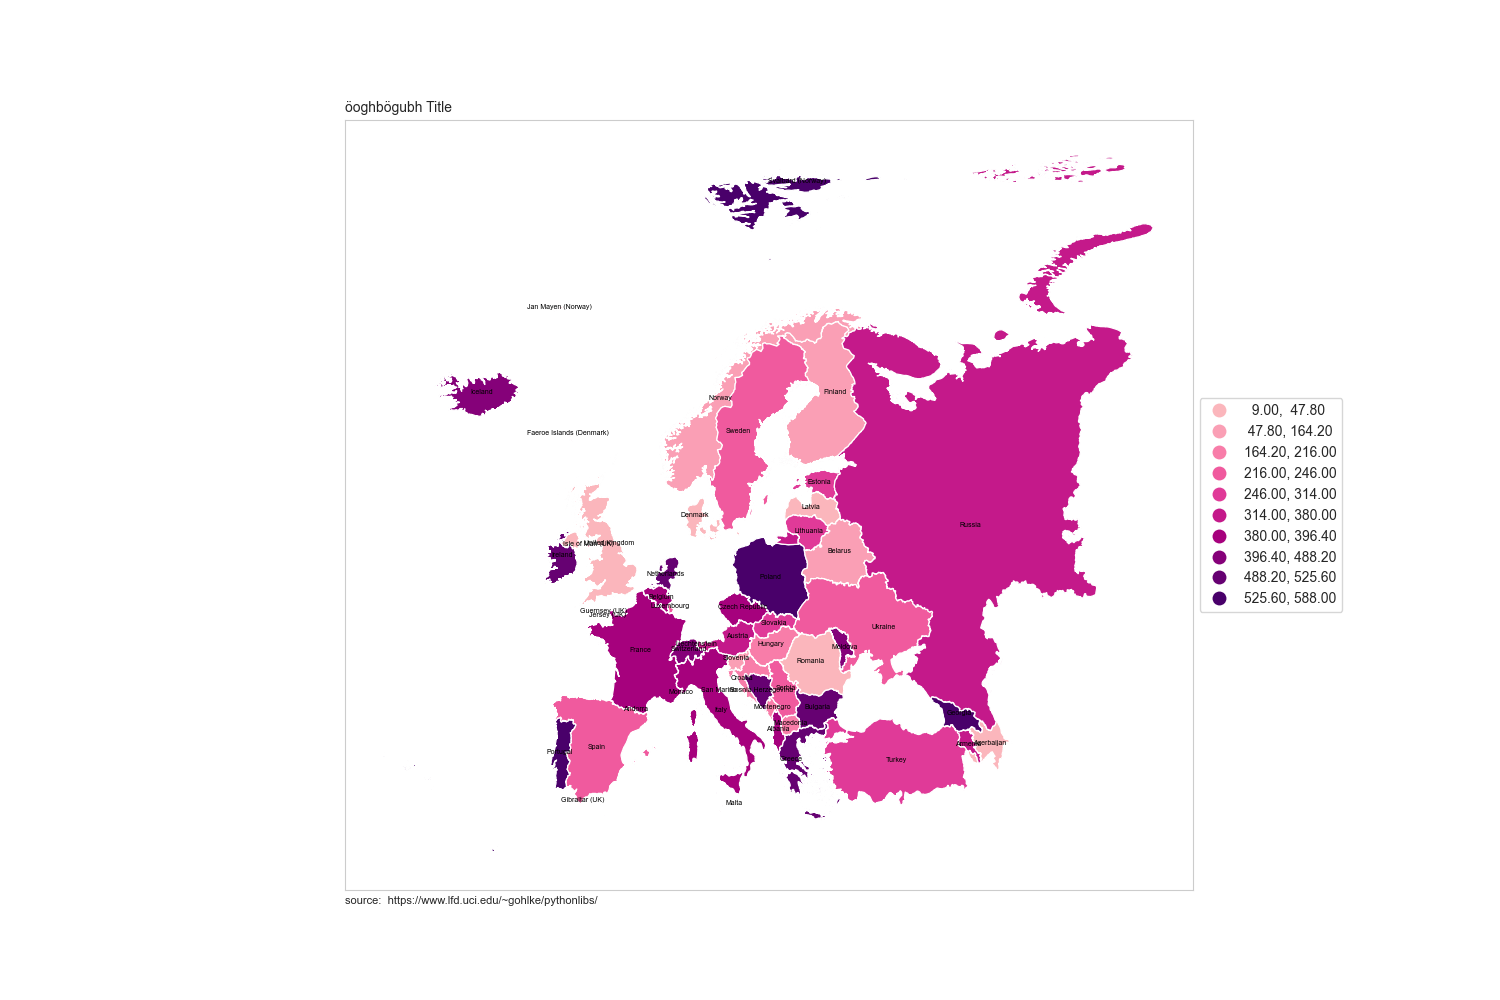 öoghbögubh Title
Jan Mayen (Norway)
Iceland
Norway
Finland
Faeroe Islands (Denmark)
Sweden
Estonia
Denmark
Latvia
Russia
Lithuania
Isle of Man (UK)
United Kingdom
Belarus
Netherlands
Poland
Belgium
Guernsey (UK)
Jersey (UK)
Luxembourg
Czech Republic
Slovakia
Ukraine
Austria
Hungary
Moldova
France
Liechtenstein
Switzerland
Slovenia
Romania
Croatia
Monaco
San Marino
Bosnia Herzegovina
Serbia
Andorra
Italy
Montenegro
Bulgaria
Georgia
Macedonia
Albania
Spain
Portugal
Greece
Turkey
Armenia
Azerbaijan
Gibraltar (UK)
Malta
9.00, 47.80
47.80, 164.20
164.20, 216.00
216.00, 246.00
246.00, 314.00
314.00, 380.00
380.00, 396.40
396.40, 488.20
488.20, 525.60
525.60, 588.00
source: https://www.lfd.uci.edu/~gohlke/pythonlibs/